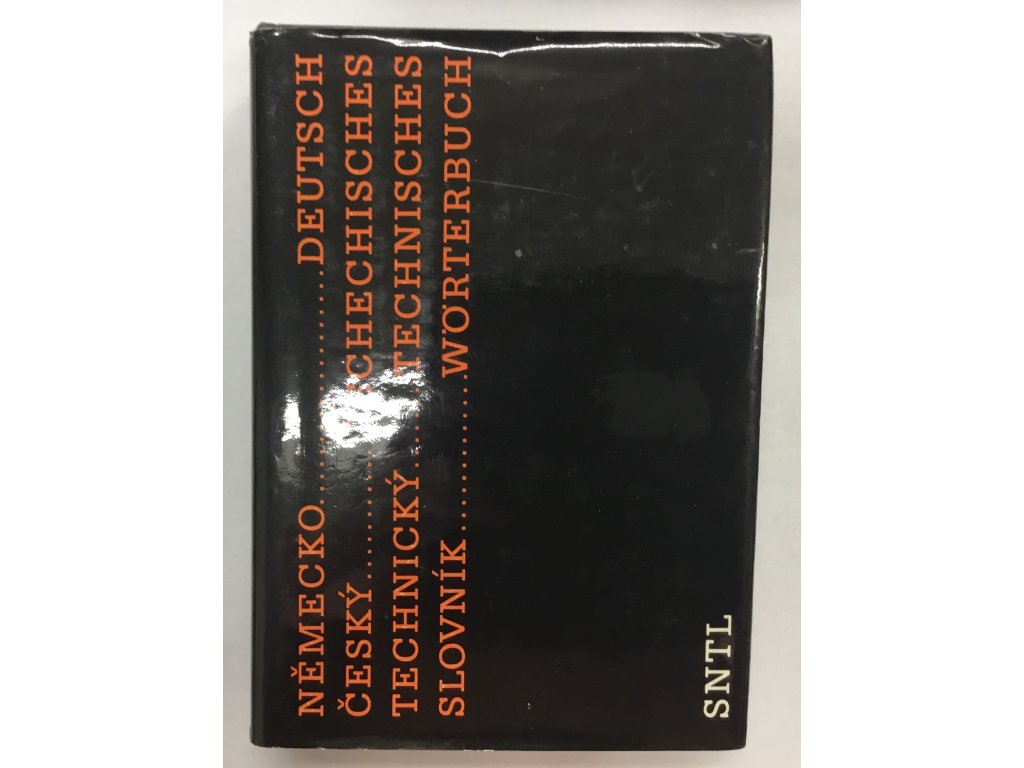 NĚMECKO....................DEUTSCH
ČESKÝ................TSCHECHISCHES
TECHNICKÝ........TECHNISCHES
SLOVNÍK..............WÖRTERBUCH
SNTL